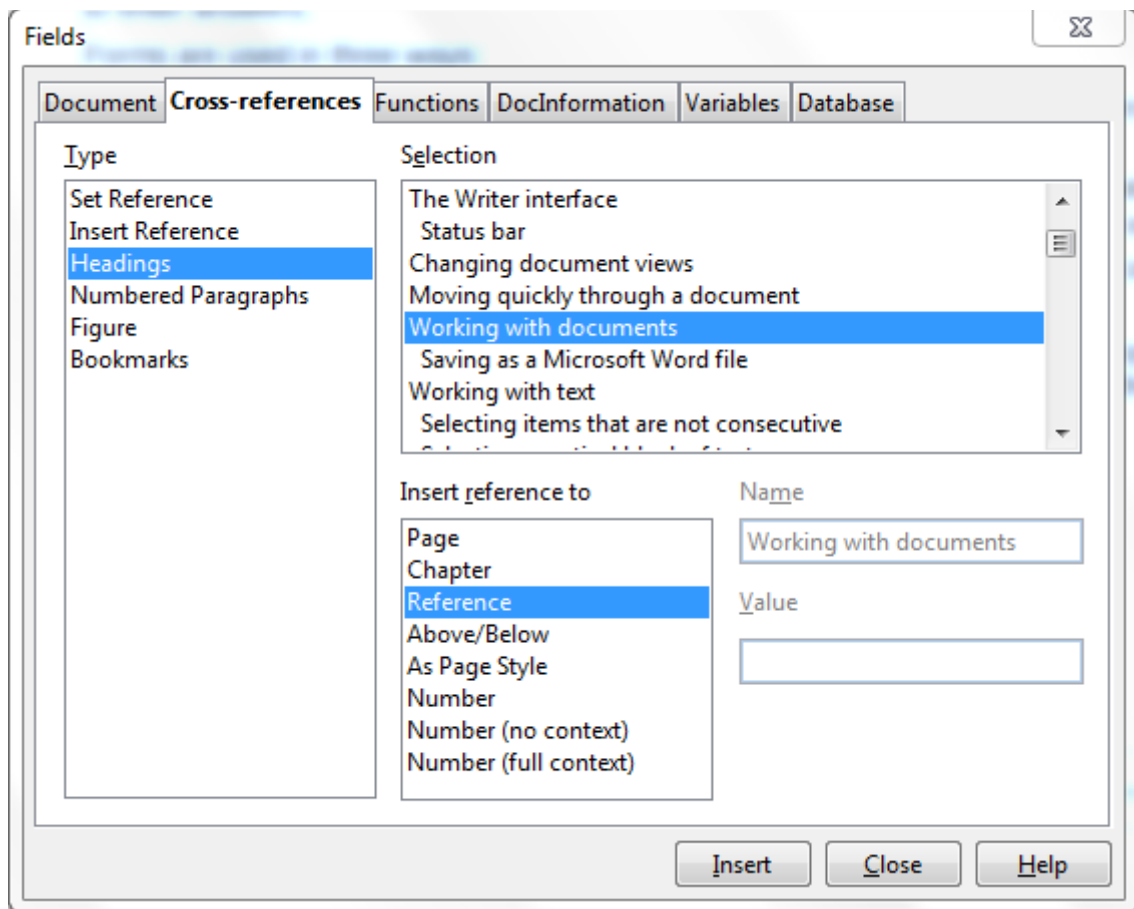 Fields
Document Cross-references Functions DocInformation Variables Database
Type
Set Reference
Insert Reference
Headings
Numbered Paragraphs
Figure
Bookmarks
Selection
The Writer interface
Status bar
Changing document views
Moving quickly through a document
Working with documents
Saving as a Microsoft Word file
Working with text
Selecting items that are not consecutive
Insert reference to
Page
Chapter
Reference
Above/Below
As Page Style
Number
Number (no context)
Number (full context)
Name
Working with documents
Value
Insert Close Help